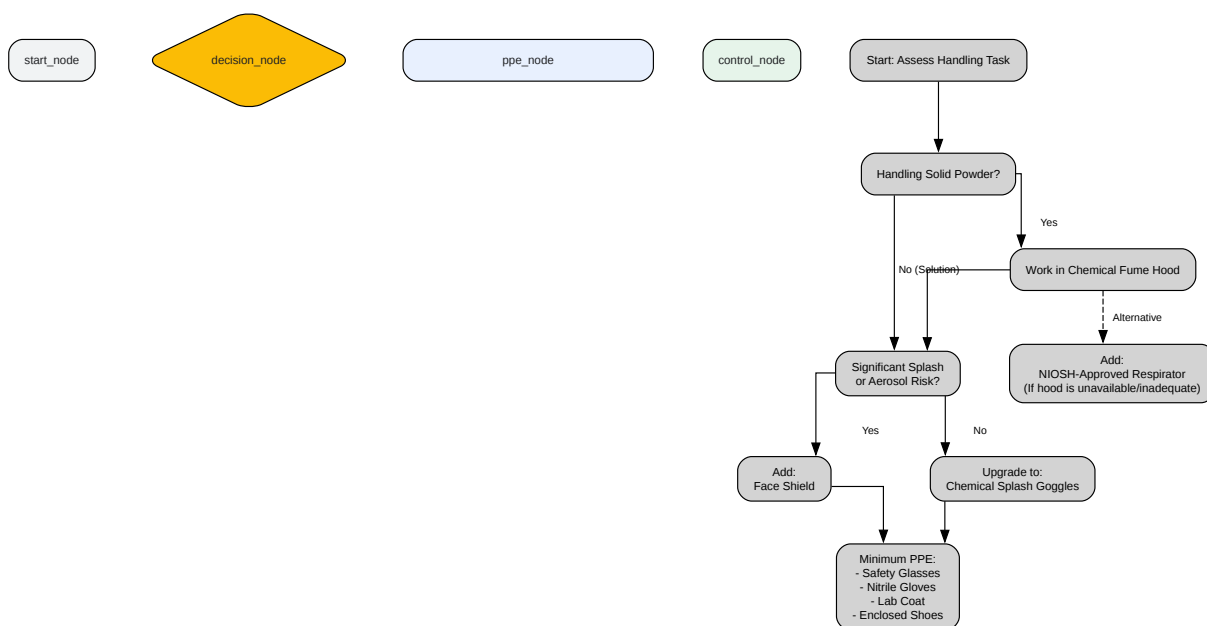 start_node
decision_node
ppe_node
control_node
Start: Assess Handling Task
Handling Solid Powder?
Yes
No (Solution)
Work in Chemical Fume Hood
Alternative
Significant Splash
or Aerosol Risk?
Add:
NIOSH-Approved Respirator
(If hood is unavailable/inadequate)
Yes
No
Add:
Face Shield
Upgrade to:
Chemical Splash Goggles
Minimum PPE:
- Safety Glasses
- Nitrile Gloves
- Lab Coat
- Enclosed Shoes